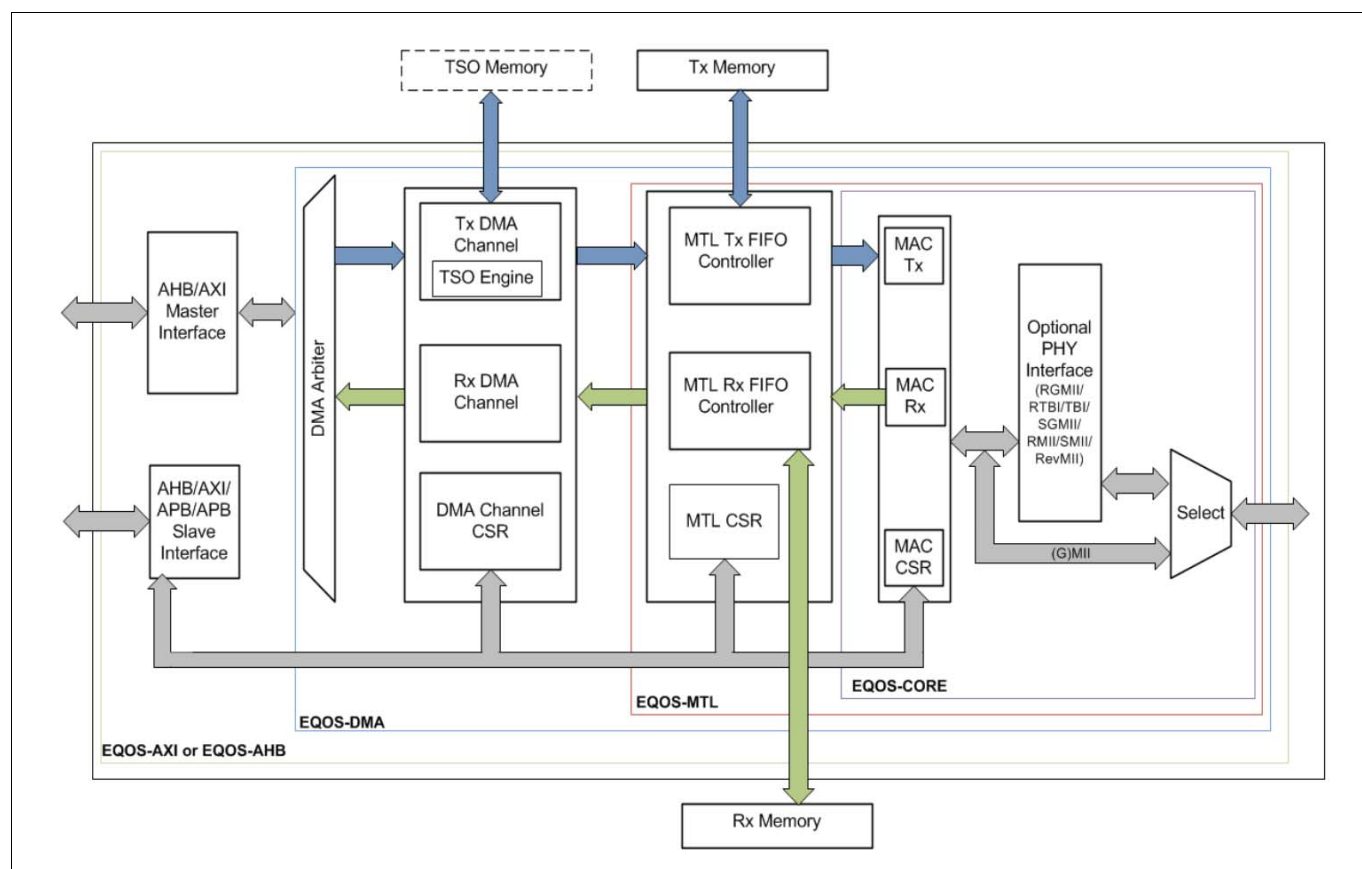 TSO Memory
Tx Memory
Tx DMA
Channel
TSO Engine
MTL Tx FIFO
Controller
MAC
Tx
AHB/AXI
Master
Interface
DMA Arbiter
Rx DMA
Channel
MTL Rx FIFO
Controller
MAC
Rx
Optional
PHY
Interface
(RGMII/
RTBI/TBI/
SGMII/
RMII/SMII/
RevMII)
AHB/AXI/
APB/APB
Slave
Interface
DMA Channel
CSR
MTL CSR
MAC
CSR
(G)MII
Select
EQOS-CORE
EQOS-MTL
EQOS-DMA
EQOS-AXI or EQOS-AHB
Rx Memory